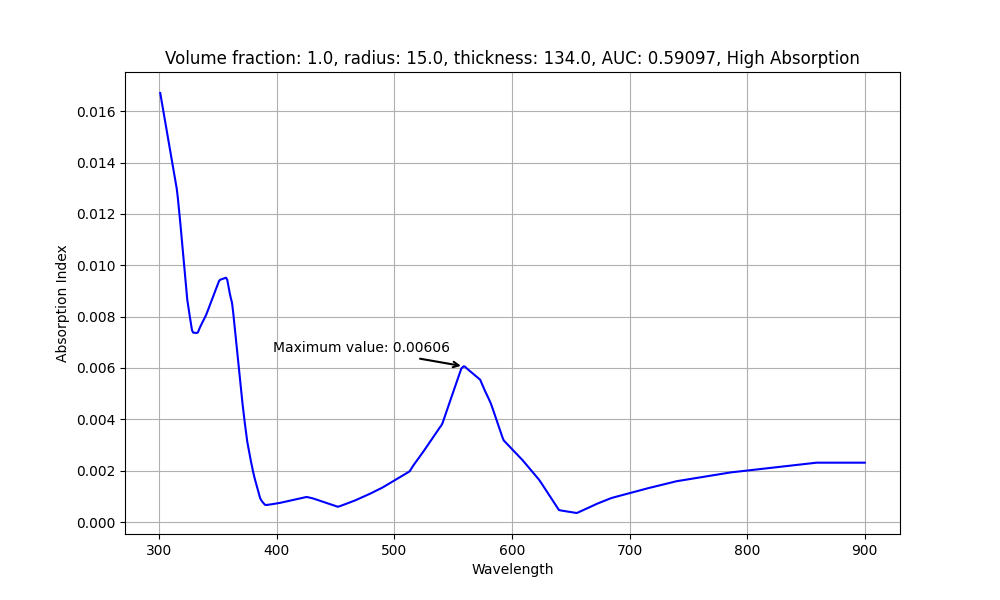 Volume fraction: 1.0, radius: 15.0, thickness: 134.0, AUC: 0.59097, High Absorption
Absorption Index
0.016
0.014
0.012
0.010
0.008
0.006
0.004
0.002
0.000
Maximum value: 0.00606
300 400 500 600 700 800 900
Wavelength